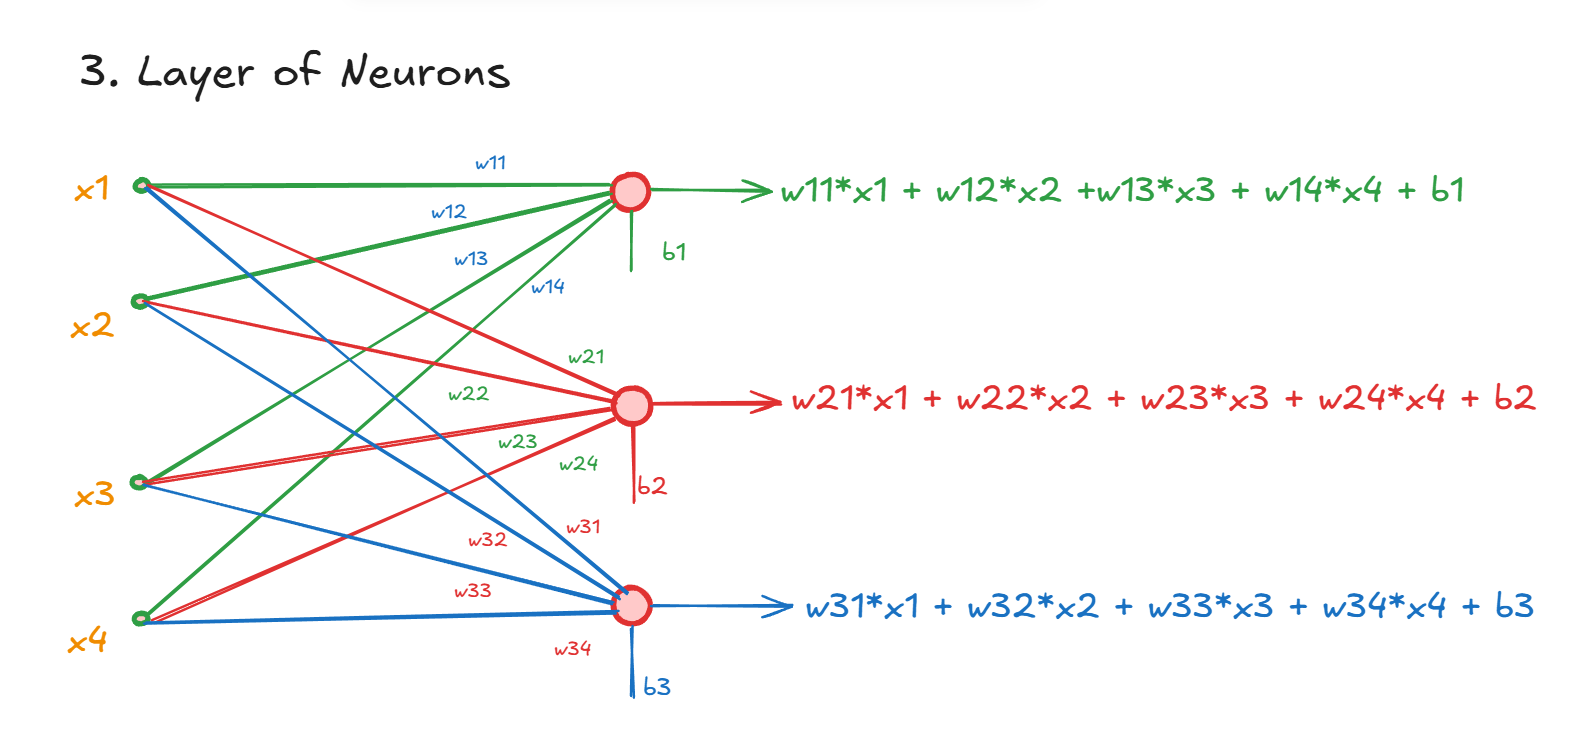 3. Layer of Neurons
w11
x1
w11*x1 + w12*x2 +w13*x3 + w14*x4 + b1
w12
b1
w13
w14
x2
w21
w22
w21*x1 + w22*x2 + w23*x3 + w24*x4 + b2
w23
w24
b2
x3
w31
w32
w33
w31*x1 + w32*x2 + w33*x3 + w34*x4 + b3
x4
w34
b3